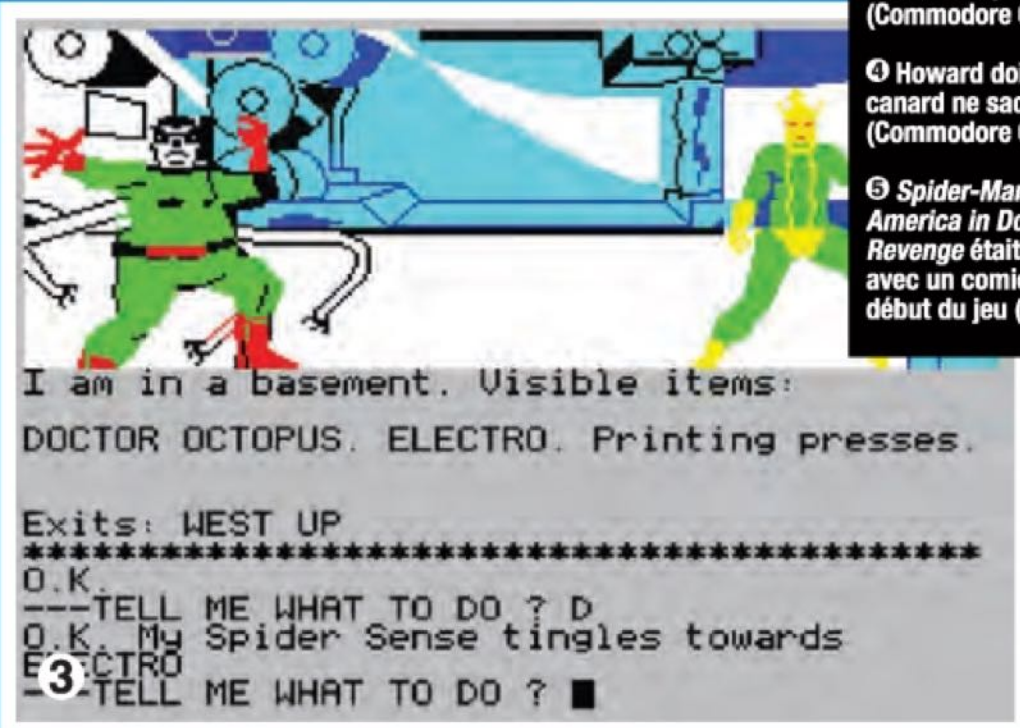 I am in a basement. Visible items:
DOCTOR OCTOPUS. ELECTRO. Printing presses.
Exits: WEST UP
****************************************************
O.K.
---TELL ME WHAT TO DO ? D
O.K. My Spider Sense tingles towards
ELECTRO
---TELL ME WHAT TO DO ?
3
(Commodore
❹ Howard doi
canard ne sac
(Commodore
❺ Spider-Man
America in Do
Revenge était
avec un comic
début du jeu (